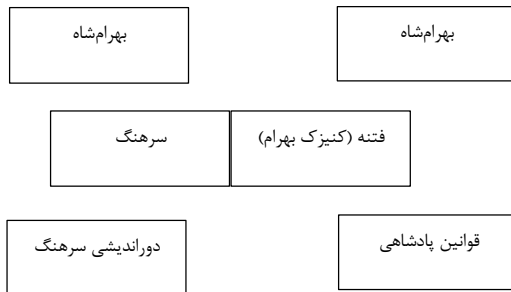 بهرام‌شاه
بهرام‌شاه
فتنه (کنیزک بهرام)
سرهنگ
قوانین پادشاهی
دوراندیشی سرهنگ